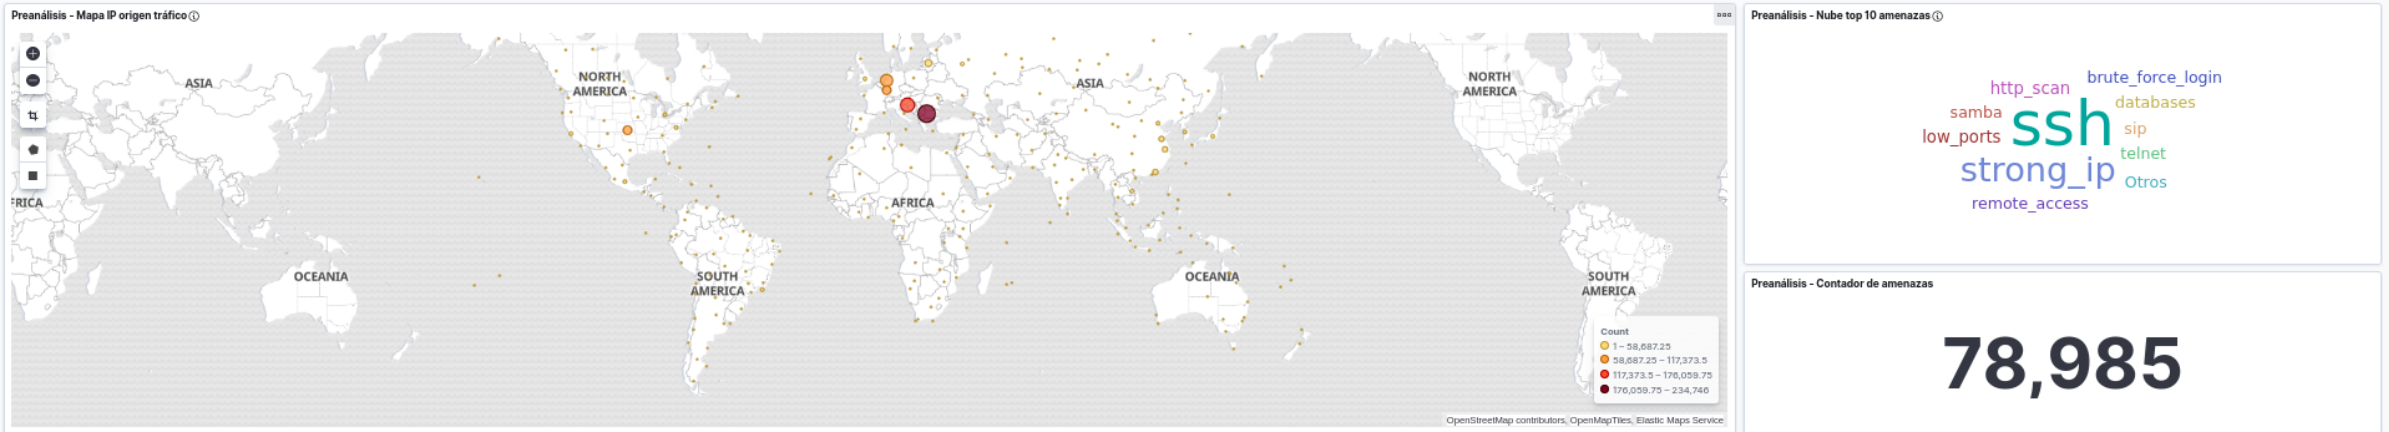 Preanálisis - Mapa IP origen tráfico
ASIA
NORTH
AMERICA
ASIA
NORTH
AMERICA
FRICA
AFRICA
OCEANIA
SOUTH
AMERICA
OCEANIA
SOUTH
AMERICA
Count
1 – 58,687.25
58,687.25 – 117,373.5
117,373.5 – 176,059.75
176,059.75 – 234,746
OpenStreetMap contributors, OpenMapTiles, Elastic Maps Service
Preanálisis - Nube top 10 amenazas
brute_force_login
http_scan
databases
samba
ssh
sip
low_ports
telnet
strong_ip
Otros
remote_access
Preanálisis - Contador de amenazas
78,985